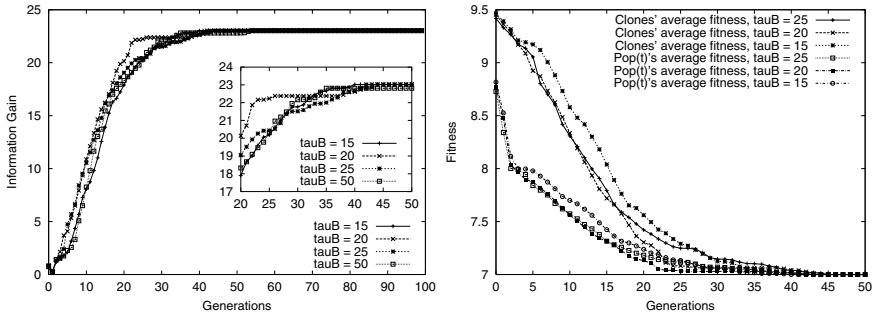 25
20
15
10
5
0
Information Gain
0 10 20 30 40 50 60 70 80 90 100
Generations
23
22
21
20
19
18
17
20 25 30 35 40 45 50
tauB = 15
tauB = 20
tauB = 25
tauB = 50
tauB = 15
tauB = 20
tauB = 25
tauB = 50
9.5
9
8.5
8
7.5
7
Fitness
0 5 10 15 20 25 30 35 40 45 50
Generations
Clones' average fitness, tauB = 25
Clones' average fitness, tauB = 20
Clones' average fitness, tauB = 15
Pop(t)'s average fitness, tauB = 25
Pop(t)'s average fitness, tauB = 20
Pop(t)'s average fitness, tauB = 15